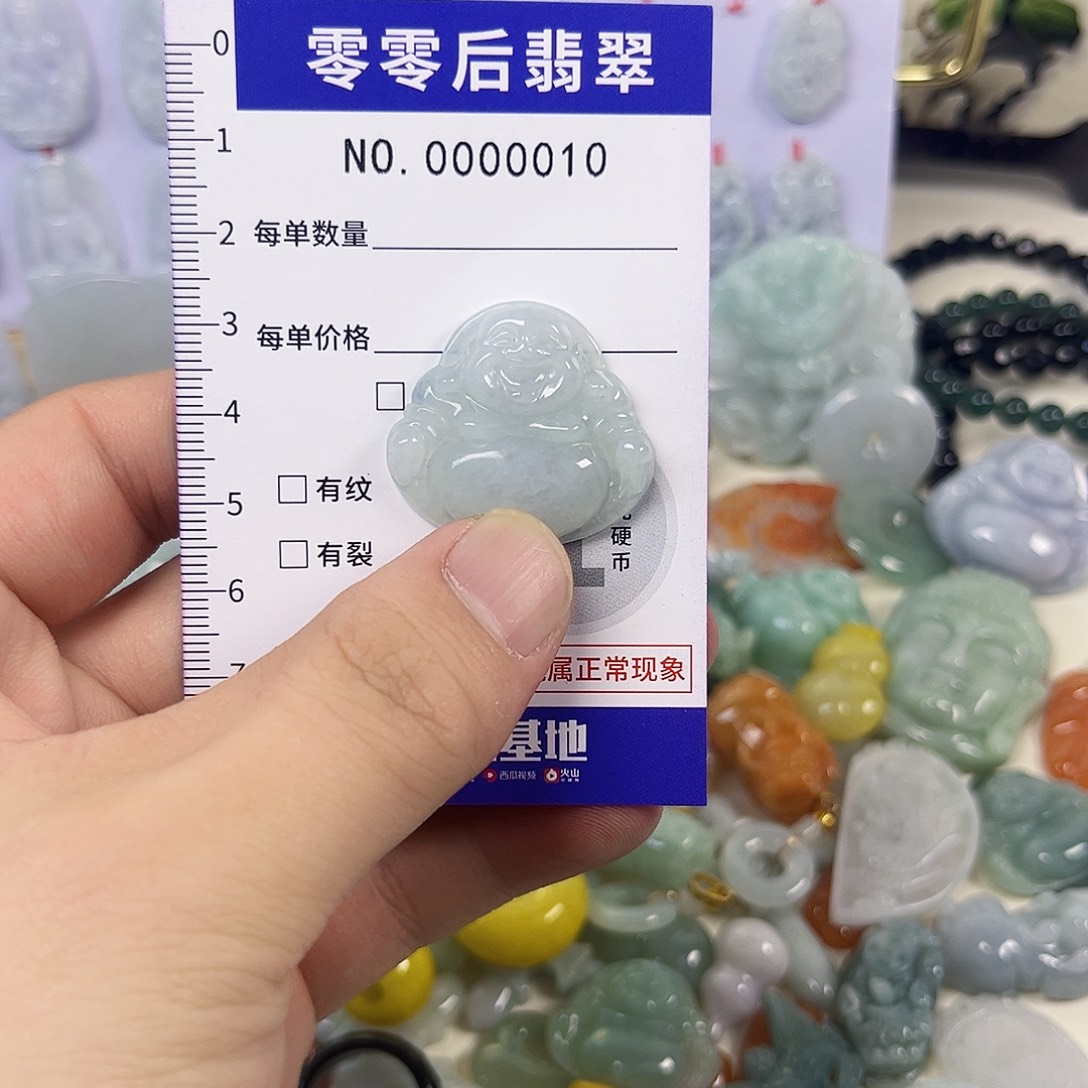 零零后翡翠
NO. 0000010
每单数量
每单价格
有纹
有裂
硬币
属正常现象
基地
西瓜视频 火山
0
1
2
3
4
5
6
7